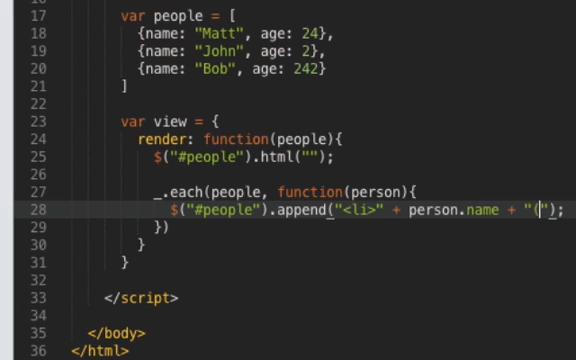 17 var people = [
18 {name: "Matt", age: 24},
19 {name: "John", age: 2},
20 {name: "Bob", age: 242}
21 ]
22
23 var view = {
24 render: function(people){
25 $("#people").html("");
26
27 _.each(people, function(person){
28 $("#people").append("<li>" + person.name + "(");
29 })
30 }
31 }
32
33 </script>
34
35 </body>
36 </html>